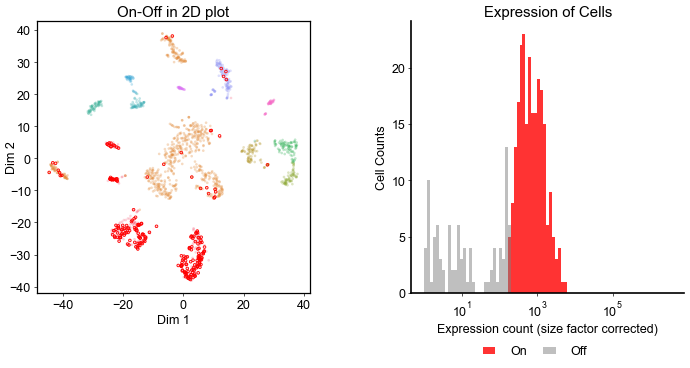 On-Off in 2D plot
40
30
20
10
0
−10
−20
−30
−40
Dim 2
−40
−20
0
20
40
Dim 1
Expression of Cells
20
15
10
5
0
Cell Counts
10^1
10^3
10^5
Expression count (size factor corrected)
On
Off